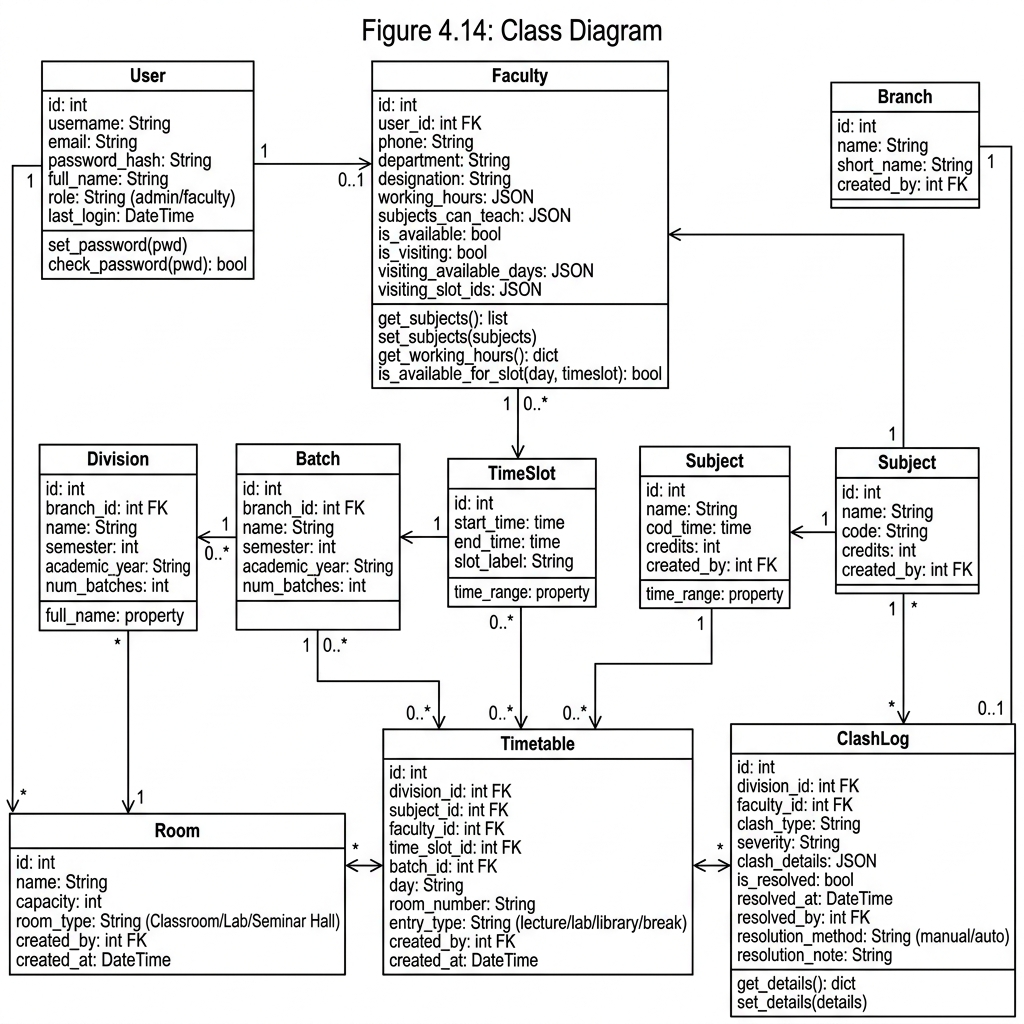 Figure 4.14: Class Diagram
User
id: int
username: String
email: String
password_hash: String
full_name: String
role: String (admin/faculty)
last_login: DateTime
set_password(pwd)
check_password(pwd): bool
1
1
0..1
Faculty
id: int
user_id: int FK
phone: String
department: String
designation: String
working_hours: JSON
subjects_can_teach: JSON
is_available: bool
is_visiting: bool
visiting_available_days: JSON
visiting_slot_ids: JSON
get_subjects(): list
set_subjects(subjects)
get_working_hours(): dict
is_available_for_slot(day, timeslot): bool
1 0..*
Branch
id: int
name: String
short_name: String
created_by: int FK
1
1
Division
id: int
branch_id: int FK
name: String
semester: int
academic_year: String
num_batches: int
full_name: property
*
1
0..*
Batch
id: int
branch_id: int FK
name: String
semester: int
academic_year: String
num_batches: int
1 0..*
1
TimeSlot
id: int
start_time: time
end_time: time
slot_label: String
time_range: property
0..*
Subject
id: int
name: String
cod_time: time
credits: int
created_by: int FK
time_range: property
1
1
Subject
id: int
name: String
code: String
credits: int
created_by: int FK
1 *
0..*
0..*
0..*
*
0..1
*
1
Room
id: int
name: String
capacity: int
room_type: String (Classroom/Lab/Seminar Hall)
created_by: int FK
created_at: DateTime
*
Timetable
id: int
division_id: int FK
subject_id: int FK
faculty_id: int FK
time_slot_id: int FK
batch_id: int FK
day: String
room_number: String
entry_type: String (lecture/lab/library/break)
created_by: int FK
created_at: DateTime
*
ClashLog
id: int
division_id: int FK
faculty_id: int FK
clash_type: String
severity: String
clash_details: JSON
is_resolved: bool
resolved_at: DateTime
resolved_by: int FK
resolution_method: String (manual/auto)
resolution_note: String
get_details(): dict
set_details(details)